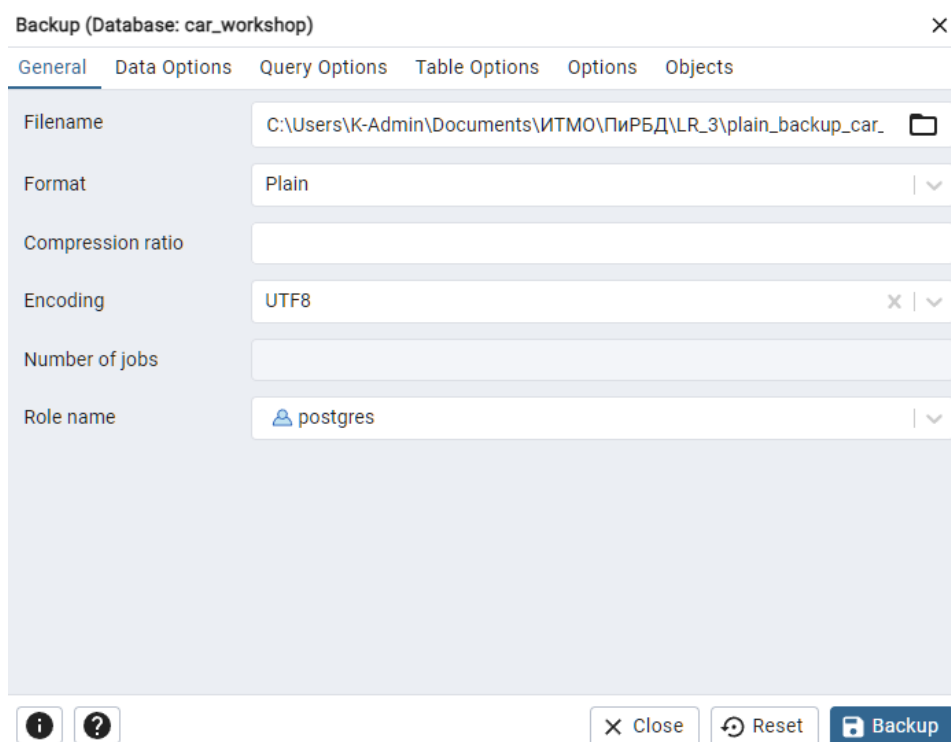 Backup (Database: car_workshop)
General Data Options Query Options Table Options Options Objects
Filename C:\Users\K-Admin\Documents\ИТМО\ПиРБД\LR_3\plain_backup_car_
Format Plain
Compression ratio
Encoding UTF8
Number of jobs
Role name postgres
Close Reset Backup